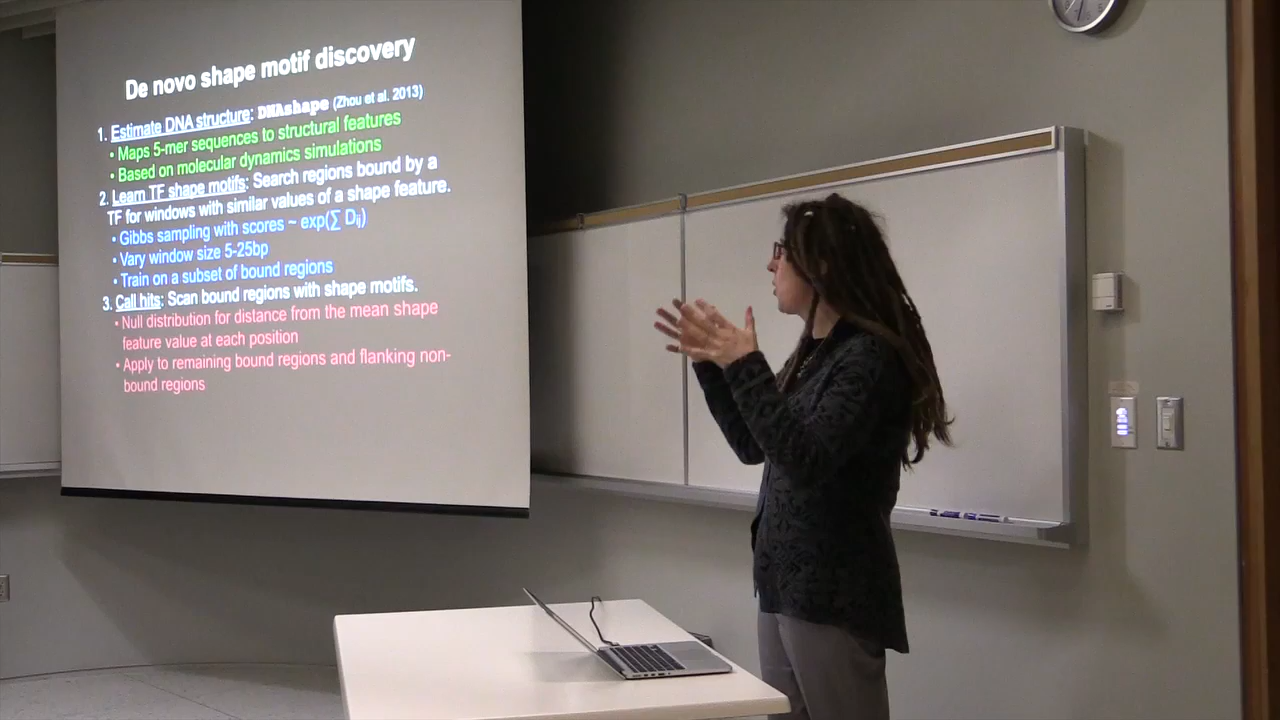 De novo shape motif discovery
1. Estimate DNA structure: DNAshape (Zhou et al. 2013)
• Maps 5-mer sequences to structural features
• Based on molecular dynamics simulations
2. Learn TF shape motifs: Search regions bound by a
TF for windows with similar values of a shape feature.
• Gibbs sampling with scores ~ exp(∑ Dij)
• Vary window size 5-25bp
• Train on a subset of bound regions
3. Call hits: Scan bound regions with shape motifs.
• Null distribution for distance from the mean shape
feature value at each position
• Apply to remaining bound regions and flanking non-
bound regions